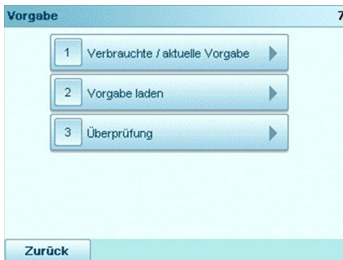 Vorgabe 7
1 Verbrauchte / aktuelle Vorgabe
2 Vorgabe laden
3 Überprüfung
Zurück